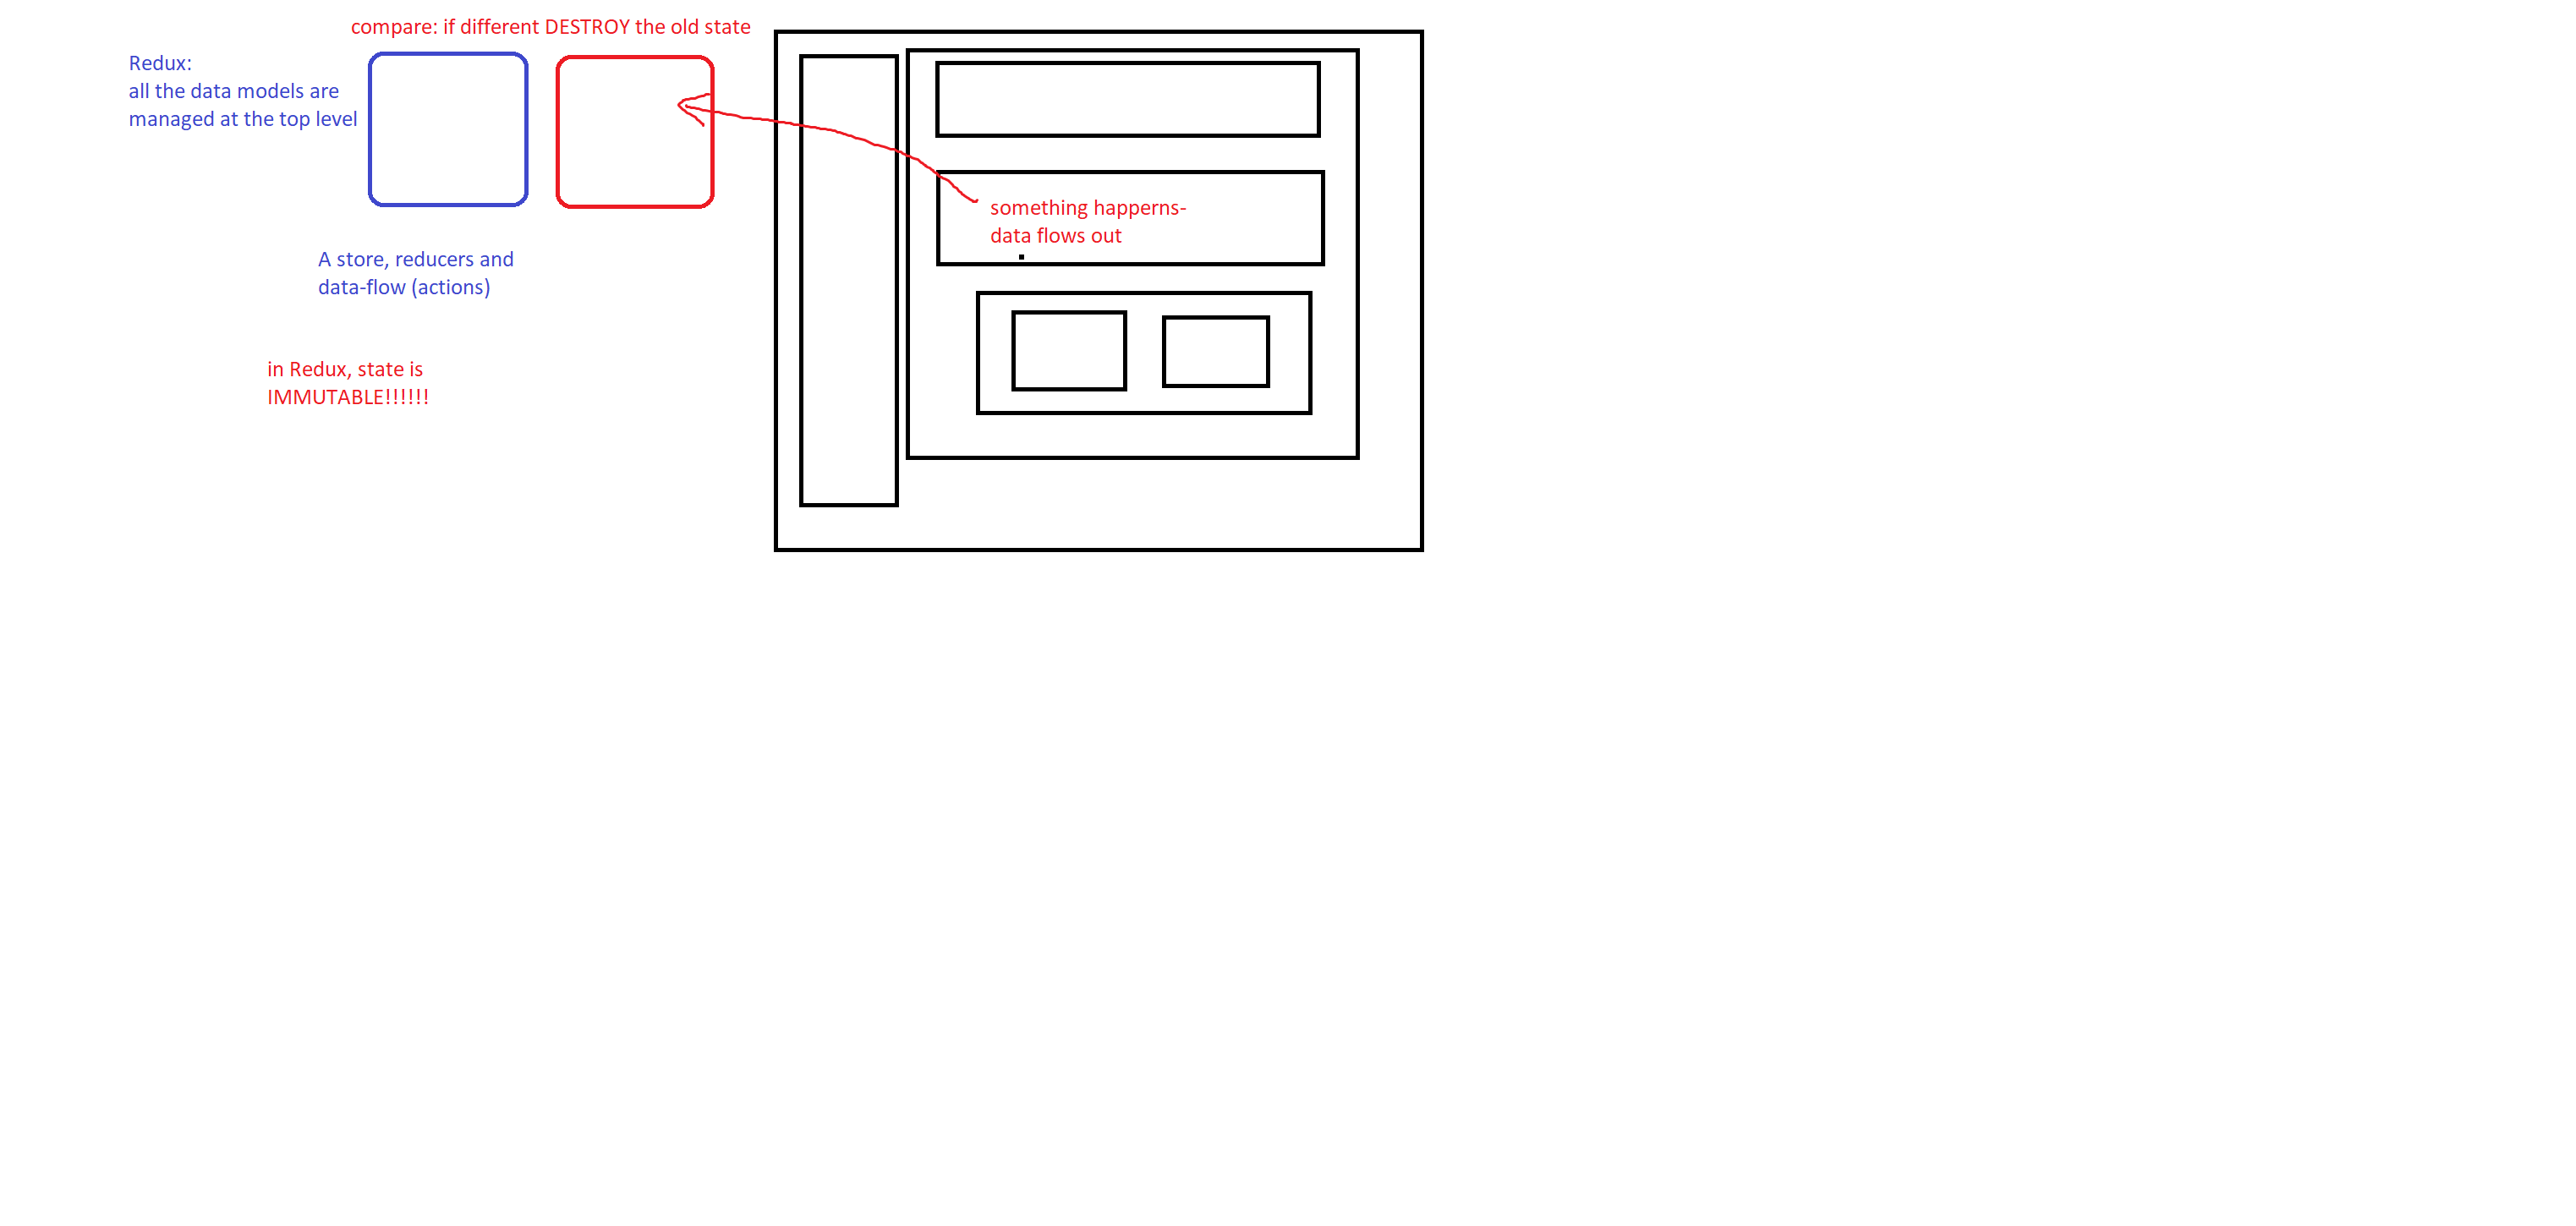 compare: if different DESTROY the old state
Redux:
all the data models are
managed at the top level
something happerns-
data flows out
A store, reducers and
data-flow (actions)
in Redux, state is
IMMUTABLE!!!!!!